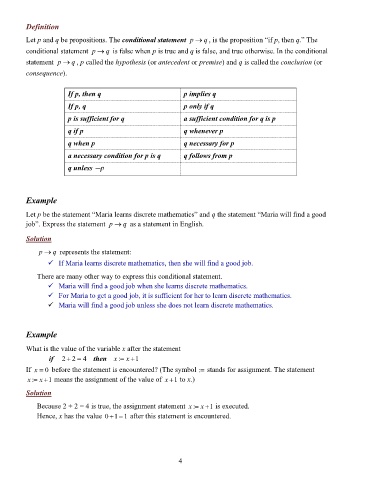 Definition
Let p and q be propositions. The conditional statement p → q , is the proposition “if p, then q.” The
conditional statement p → q is false when p is true and q is false, and true otherwise. In the conditional
statement p → q , p called the hypothesis (or antecedent or premise) and q is called the conclusion (or
consequence).
If p, then q	p implies q
If p, q	p only if q
p is sufficient for q	a sufficient condition for q is p
q if p	q whenever p
q when p	q necessary for p
a necessary condition for p is q	q follows from p
q unless ¬p
Example
Let p be the statement “Maria learns discrete mathematics” and q the statement “Maria will find a good
job”. Express the statement p → q as a statement in English.
Solution
p → q represents the statement:
✓ If Maria learns discrete mathematics, then she will find a good job.
There are many other way to express this conditional statement.
✓ Maria will find a good job when she learns discrete mathematics.
✓ For Maria to get a good job, it is sufficient for her to learn discrete mathematics.
✓ Maria will find a good job unless she does not learn discrete mathematics.
Example
What is the value of the variable x after the statement
if 2 + 2 = 4 then x := x + 1
If x = 0 before the statement is encountered? (The symbol := stands for assignment. The statement
x := x + 1 means the assignment of the value of x + 1 to x.)
Solution
Because 2 + 2 = 4 is true, the assignment statement x := x + 1 is executed.
Hence, x has the value 0 + 1 = 1 after this statement is encountered.
4